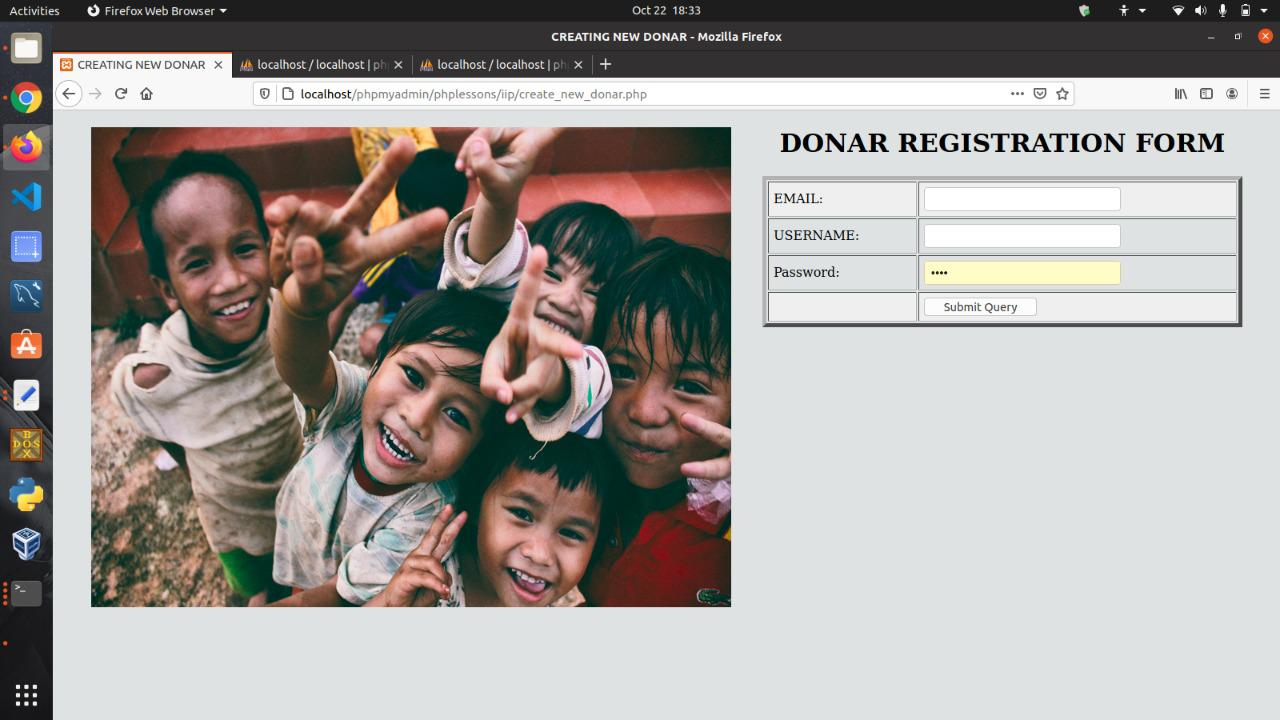 Activities
Firefox Web Browser
Oct 22 18:33
CREATING NEW DONAR - Mozilla Firefox
CREATING NEW DONAR
localhost / localhost | ph
localhost / localhost | ph
localhost/phpmyadmin/phplessons/iip/create_new_donar.php
DONAR REGISTRATION FORM
EMAIL:
USERNAME:
Password:
••••
Submit Query